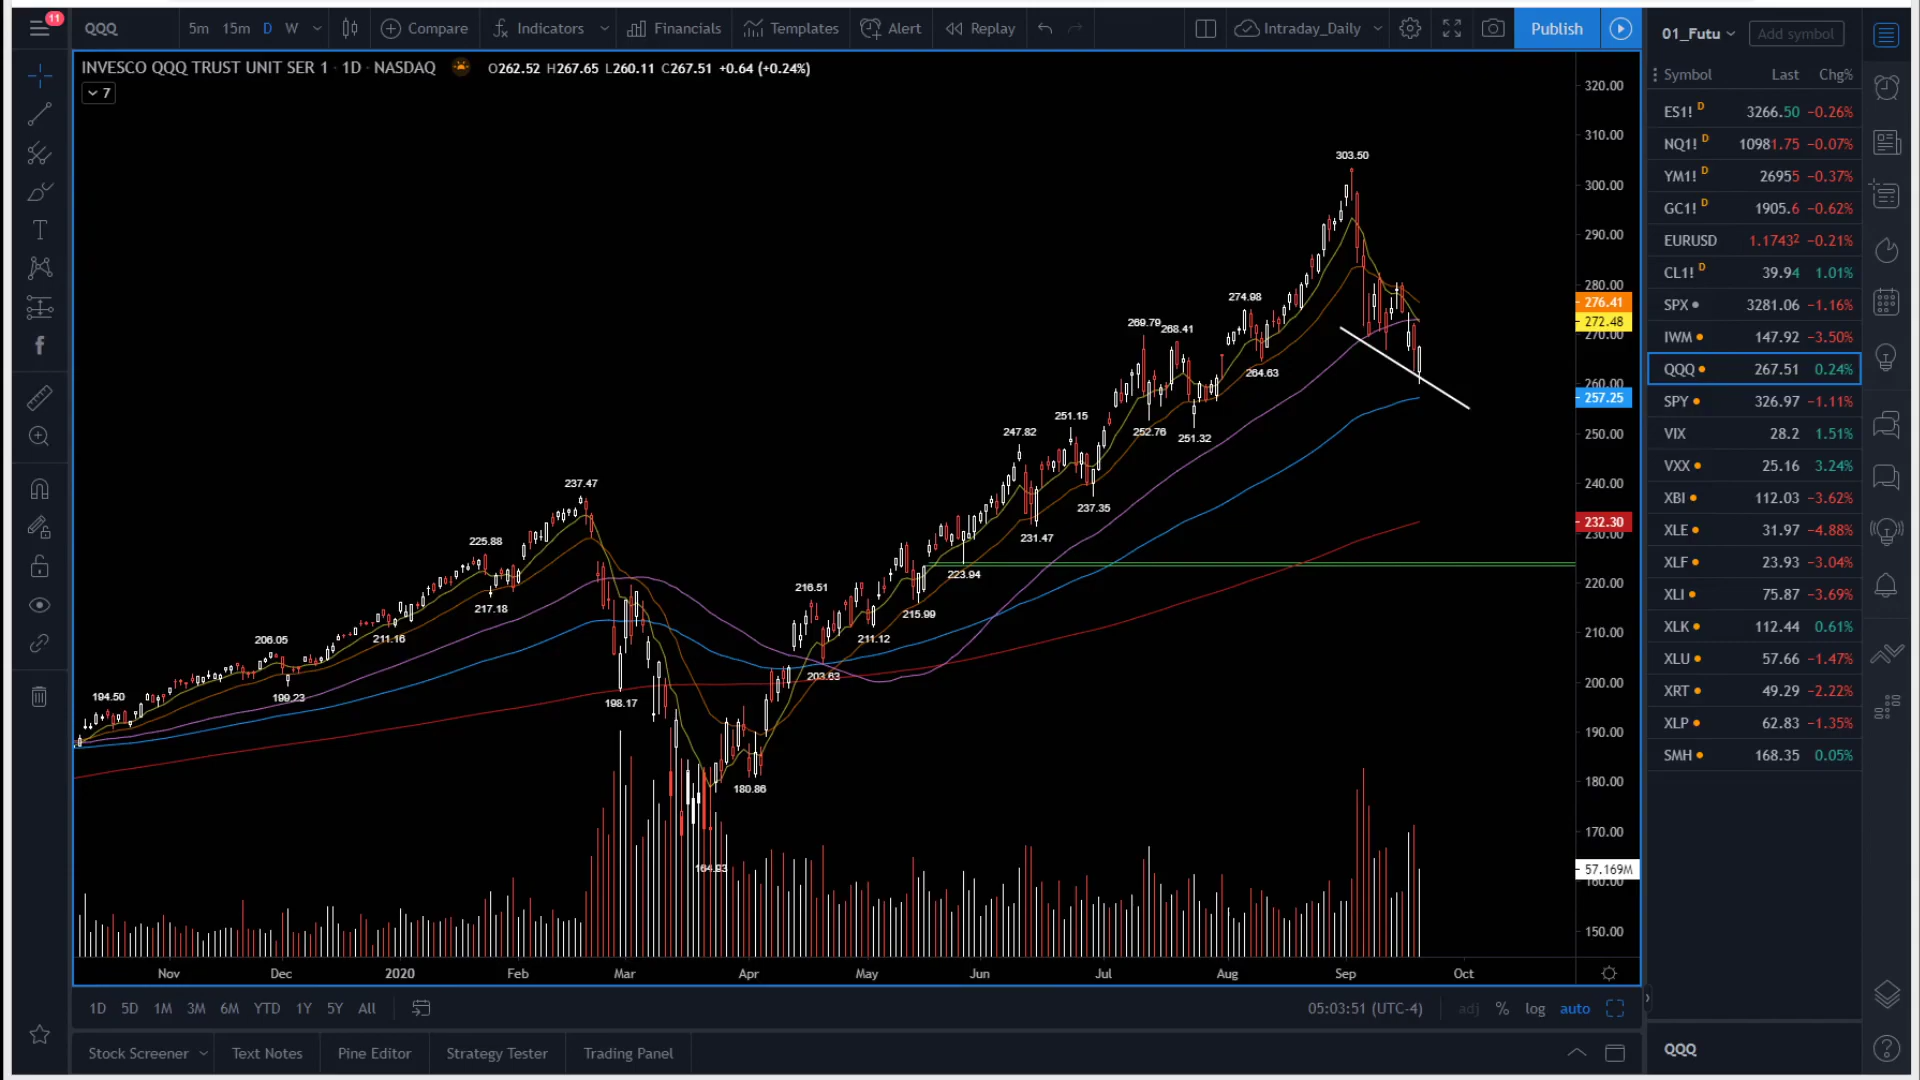 11
QQQ 5m 15m D W Compare Indicators Financials Templates Alert Replay Intraday_Daily Publish
01_Futu Add symbol
INVESCO QQQ TRUST UNIT SER 1 · 1D · NASDAQ O262.52 H267.65 L260.11 C267.51 +0.64 (+0.24%)
7
Symbol Last Chg%
ES1! D 3266.50 −0.26%
NQ1! D 10981.75 −0.07%
YM1! D 26955 −0.37%
GC1! D 1905.6 −0.62%
EURUSD 1.17432 −0.21%
CL1! D 39.94 1.01%
SPX 3281.06 −1.16%
IWM 147.92 −3.50%
QQQ 267.51 0.24%
SPY 326.97 −1.11%
VIX 28.2 1.51%
VXX 25.16 3.24%
XBI 112.03 −3.62%
XLE 31.97 −4.88%
XLF 23.93 −3.04%
XLI 75.87 −3.69%
XLK 112.44 0.61%
XLU 57.66 −1.47%
XRT 49.29 −2.22%
XLP 62.83 −1.35%
SMH 168.35 0.05%
320.00
310.00
300.00
290.00
280.00
276.41
272.48
270.00
260.00
257.25
250.00
240.00
232.30
230.00
220.00
210.00
200.00
190.00
180.00
170.00
57.169M
160.00
150.00
303.50
274.98
269.79
268.41
264.63
251.15
252.76
251.32
247.82
237.47
237.35
225.88
231.47
223.94
216.51
217.18
215.99
206.05
211.16
211.12
203.63
194.50
199.23
198.17
180.86
164.93
Nov Dec 2020 Feb Mar Apr May Jun Jul Aug Sep Oct
1D 5D 1M 3M 6M YTD 1Y 5Y All 05:03:51 (UTC-4) adj % log auto
Stock Screener Text Notes Pine Editor Strategy Tester Trading Panel
QQQ